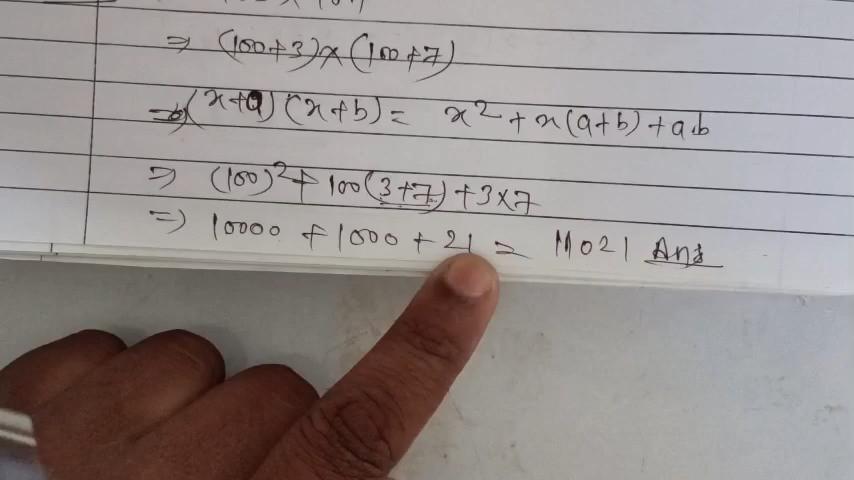 ⇒ (100+3)×(100+7)
⇒ (x+a) (x+b) = x² + x(a+b) + ab
⇒ (100)² + 100(3+7) + 3×7
⇒ 10000 + 1000 + 21 = 11021 Ans